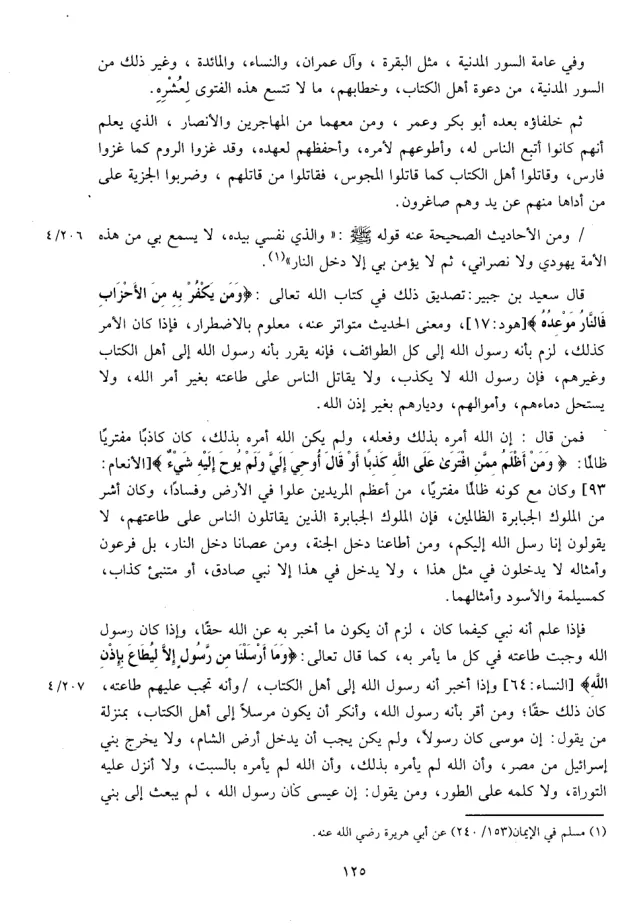 وفي عامة السور المدنية ، مثل البقرة ، وآل عمران، والنساء، والمائدة ، وغير ذلك من
السور المدنية، من دعوة أهل الكتاب، وخطابهم، ما لا تتسع هذه الفتوى لعُشْرِه.
ثم خلفاؤه بعده أبو بكر وعمر ، ومن معهما من المهاجرين والأنصار ، الذي يعلم
أنهم كانوا أتبع الناس له، وأطوعهم لأمره، وأحفظهم لعهده، وقد غزوا الروم كما غزوا
فارس، وقاتلوا أهل الكتاب كما قاتلوا المجوس، فقاتلوا من قاتلهم ، وضربوا الجزية على
من أداها منهم عن يد وهم صاغرون.
/ ومن الأحاديث الصحيحة عنه قوله ﷺ :« والذي نفسي بيده، لا يسمع بي من هذه ٤/٢٠٦
الأمة يهودي ولا نصراني، ثم لا يؤمن بي إلا دخل النار»(١).
قال سعيد بن جبير: تصديق ذلك في كتاب الله تعالى :﴿وَمَن يَكْفُرْ بِهِ مِنَ الأَحْزَابِ
فَالنَّارُ مَوْعِدُهُ ﴾[هود:١٧]، ومعنى الحديث متواتر عنه، معلوم بالاضطرار، فإذا كان الأمر
كذلك، لزم بأنه رسول الله إلى كل الطوائف، فإنه يقرر بأنه رسول الله إلى أهل الكتاب
وغيرهم، فإن رسول الله لا يكذب، ولا يقاتل الناس على طاعته بغير أمر الله، ولا
يستحل دماءهم، وأموالهم، وديارهم بغير إذن الله.
فمن قال : إن الله أمره بذلك وفعله، ولم يكن الله أمره بذلك، كان كاذبًا مفتريًا
ظالمًا: ﴿ وَمَنْ أَظْلَمُ مِمَّنِ افْتَرَىٰ عَلَى اللَّهِ كَذِبًا أَوْ قَالَ أُوحِيَ إِلَيَّ وَلَمْ يُوحَ إِلَيْهِ شَيْءٌ ﴾[الأنعام:
٩٣] وكان مع كونه ظالمًا مفتريًا، من أعظم المريدين علوا في الأرض وفسادًا، وكان أشر
من الملوك الجبابرة الظالمين، فإن الملوك الجبابرة الذين يقاتلون الناس على طاعتهم، لا
يقولون إنا رسل الله إليكم، ومن أطاعنا دخل الجنة، ومن عصانا دخل النار، بل فرعون
وأمثاله لا يدخلون في مثل هذا ، ولا يدخل في هذا إلا نبي صادق، أو متنبئ كذاب،
كمسيلمة والأسود وأمثالهما.
فإذا علم أنه نبي كيفما كان ، لزم أن يكون ما أخبر به عن الله حقًا، وإذا كان رسول
الله وجبت طاعته في كل ما يأمر به، كما قال تعالى: ﴿وَمَا أَرْسَلْنَا مِن رَّسُولٍ إِلاَّ لِيُطَاعَ بِإِذْنِ
اللَّهِ﴾ [النساء:٦٤] وإذا أخبر أنه رسول الله إلى أهل الكتاب، /وأنه تجب عليهم طاعته، ٤/٢٠٧
كان ذلك حقًا؛ ومن أقر بأنه رسول الله، وأنكر أن يكون مرسلاً إلى أهل الكتاب، بمنزلة
من يقول: إن موسى كان رسولاً، ولم يكن يجب أن يدخل أرض الشام، ولا يخرج بني
إسرائيل من مصر، وأن الله لم يأمره بذلك، وأن الله لم يأمره بالسبت، ولا أنزل عليه
التوراة، ولا كلمه على الطور، ومن يقول: إن عيسى كان رسول الله ، لم يبعث إلى بني
(١) مسلم في الإيمان(٢٤٠/١٥٣) عن أبي هريرة رضي الله عنه.
١٢٥